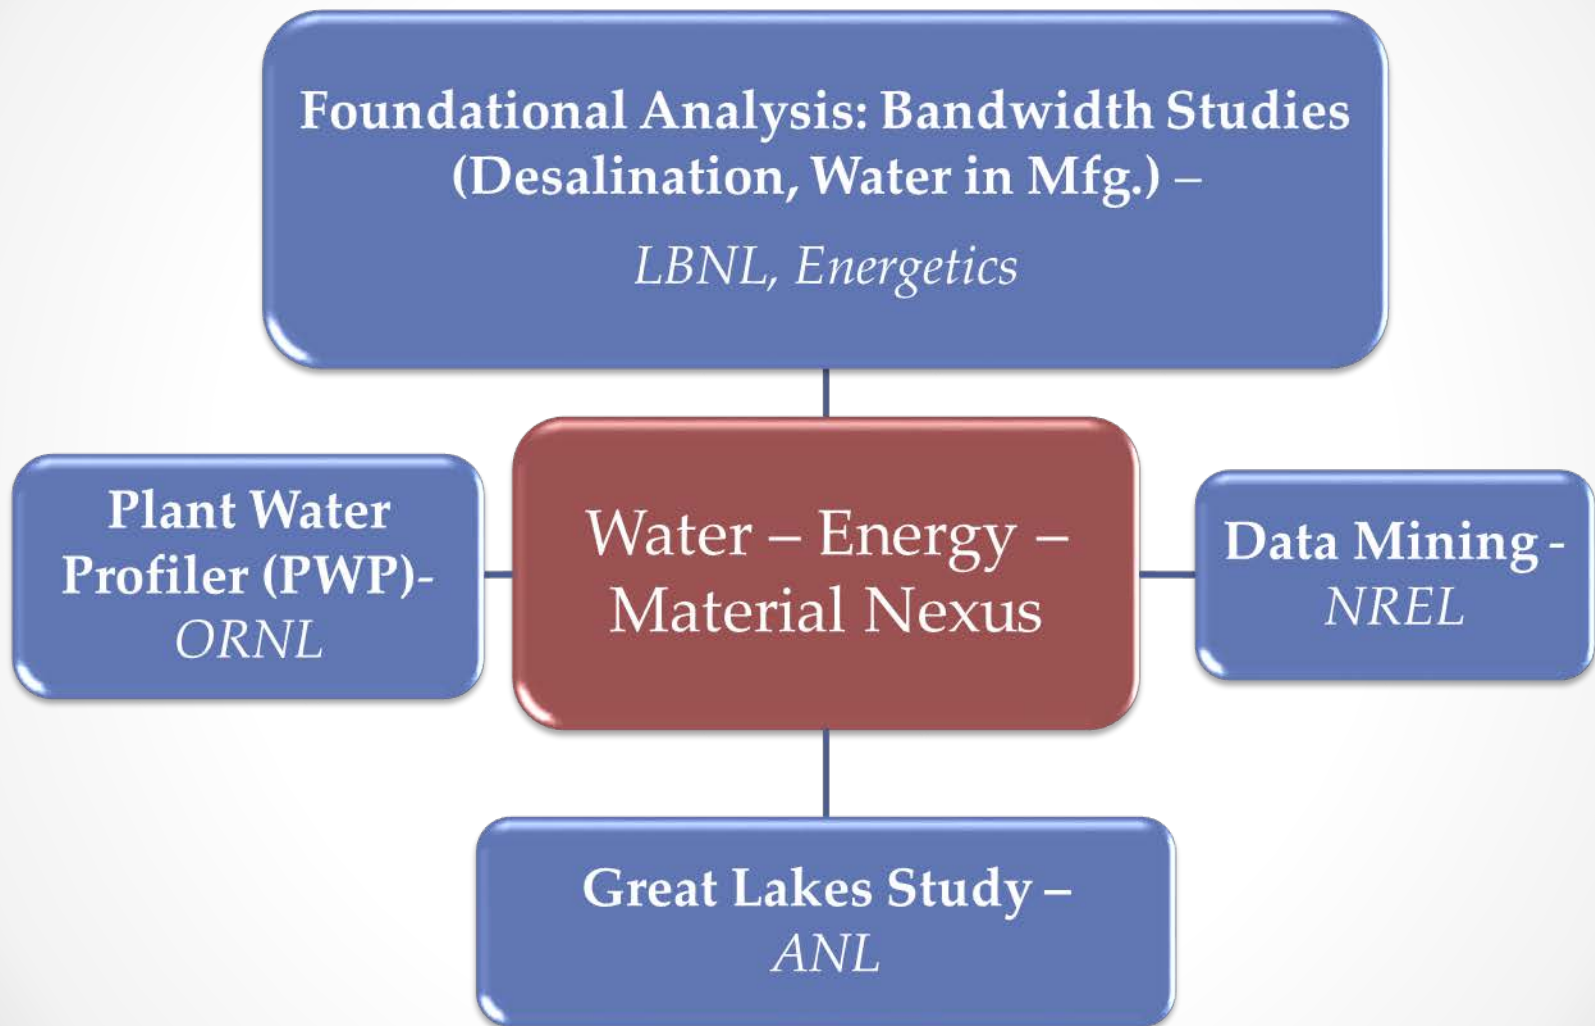 Foundational Analysis: Bandwidth Studies
(Desalination, Water in Mfg.) –
LBNL, Energetics
Plant Water
Profiler (PWP)-
ORNL
Water – Energy –
Material Nexus
Data Mining -
NREL
Great Lakes Study –
ANL